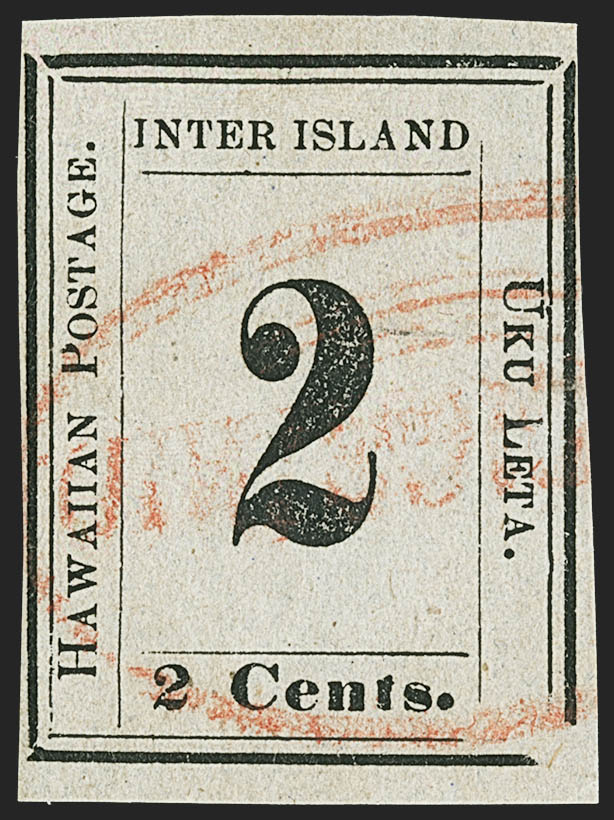 INTER ISLAND
HAWAIIAN POSTAGE.
2
UKU LETA.
2 Cents.